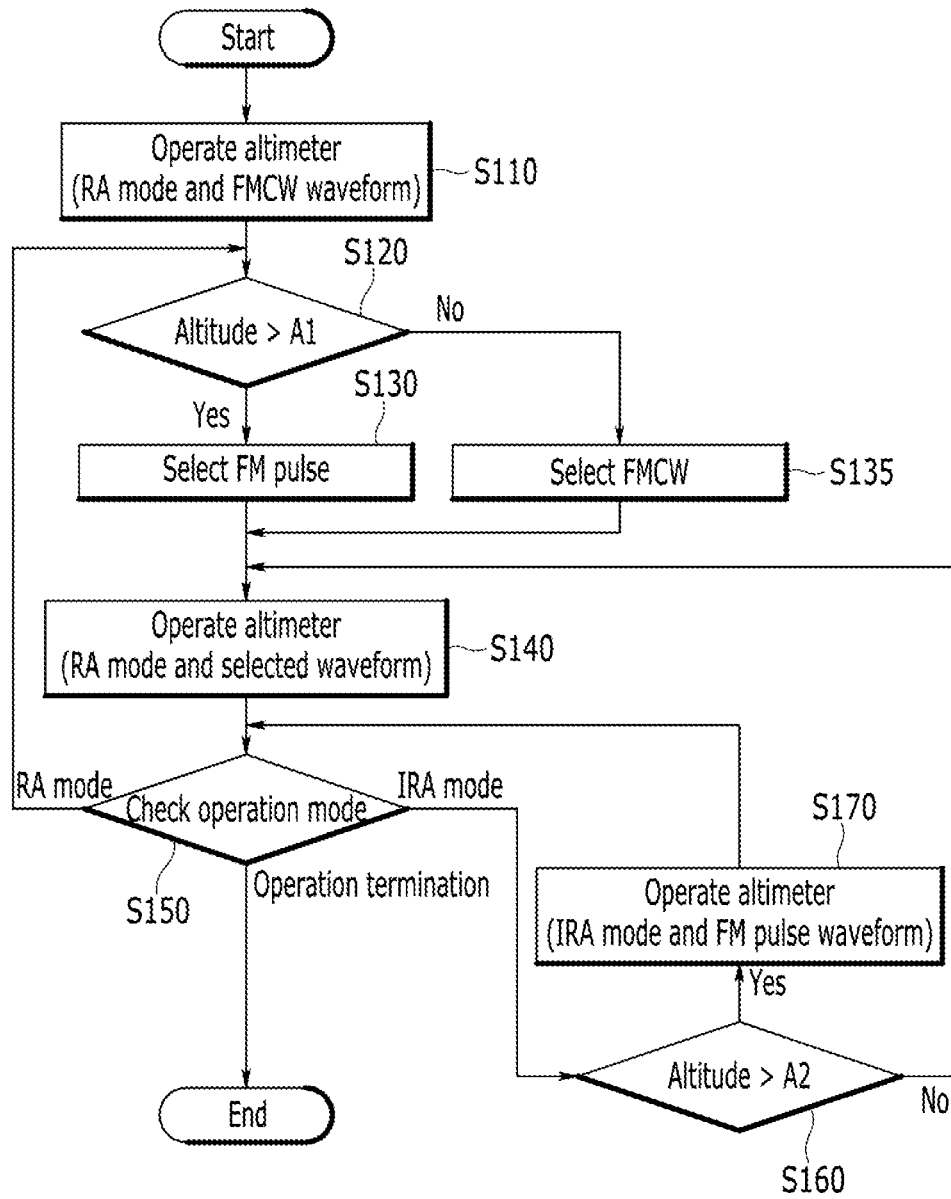 Start
Operate altimeter
(RA mode and FMCW waveform)
S110
S120
Altitude > A1
No
Yes
S130
Select FM pulse
Select FMCW
S135
Operate altimeter
(RA mode and selected waveform)
S140
RA mode
Check operation mode
IRA mode
S150
Operation termination
S170
Operate altimeter
(IRA mode and FM pulse waveform)
Yes
Altitude > A2
No
S160
End